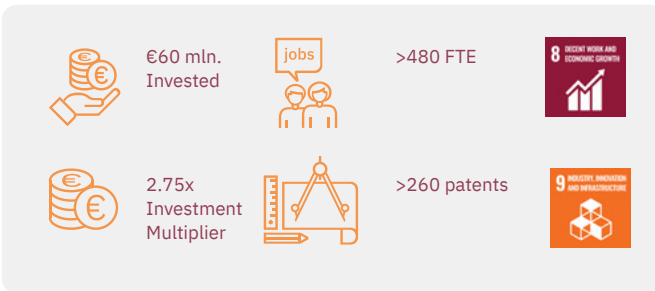 €60 mln.
Invested
jobs
>480 FTE
8 DECENT WORK AND
ECONOMIC GROWTH
2.75x
Investment
Multiplier
>260 patents
9 INDUSTRY, INNOVATION
AND INFRASTRUCTURE